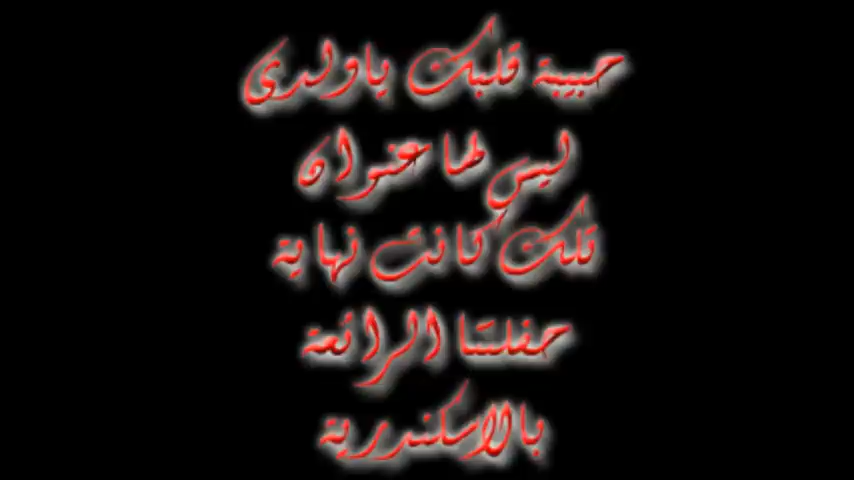 حبيبة قلبك ياولدى
ليس لها عنوان
تلك كانت نهاية
حفلتنا الرائعة
بالاسكندرية